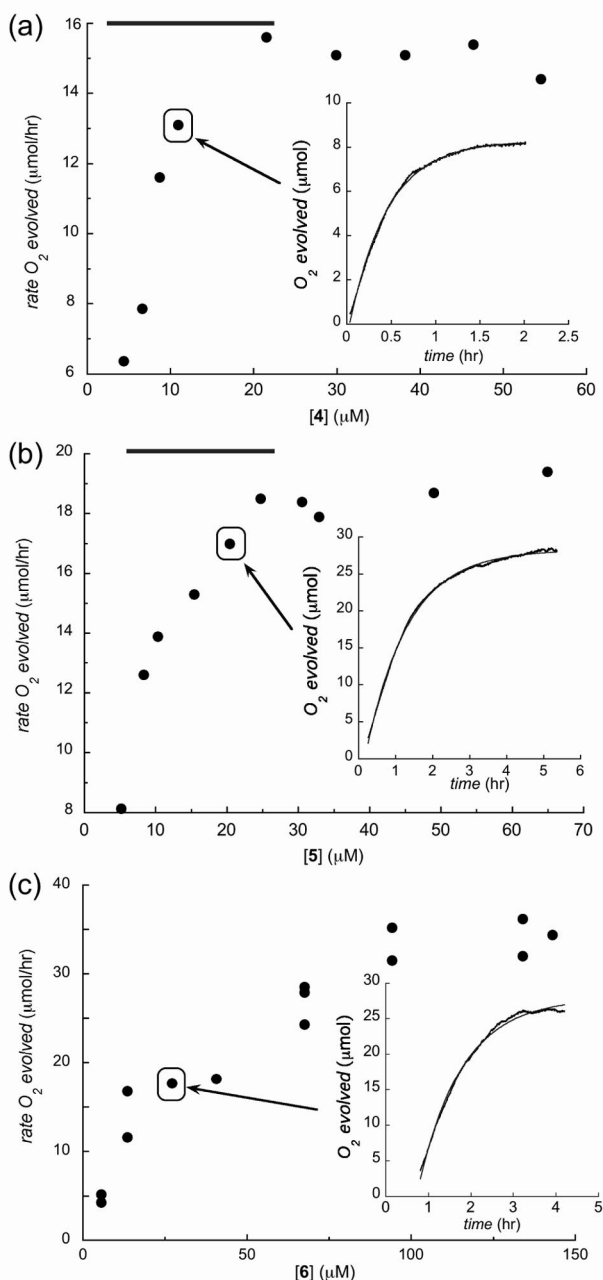 (a)
16
14
12
10
8
6
rate O2 evolved (μmol/hr)
0 10 20 30 40 50 60
[4] (μM)
10
8
6
4
2
0
O2 evolved (μmol)
0 0.5 1 1.5 2 2.5
time (hr)
(b)
20
18
16
14
12
10
8
rate O2 evolved (μmol/hr)
0 10 20 30 40 50 60 70
[5] (μM)
30
25
20
15
10
5
0
O2 evolved (μmol)
0 1 2 3 4 5 6
time (hr)
(c)
40
30
20
10
0
rate O2 evolved (μmol/hr)
0 50 100 150
[6] (μM)
30
25
20
15
10
5
0
O2 evolved (μmol)
0 1 2 3 4 5
time (hr)